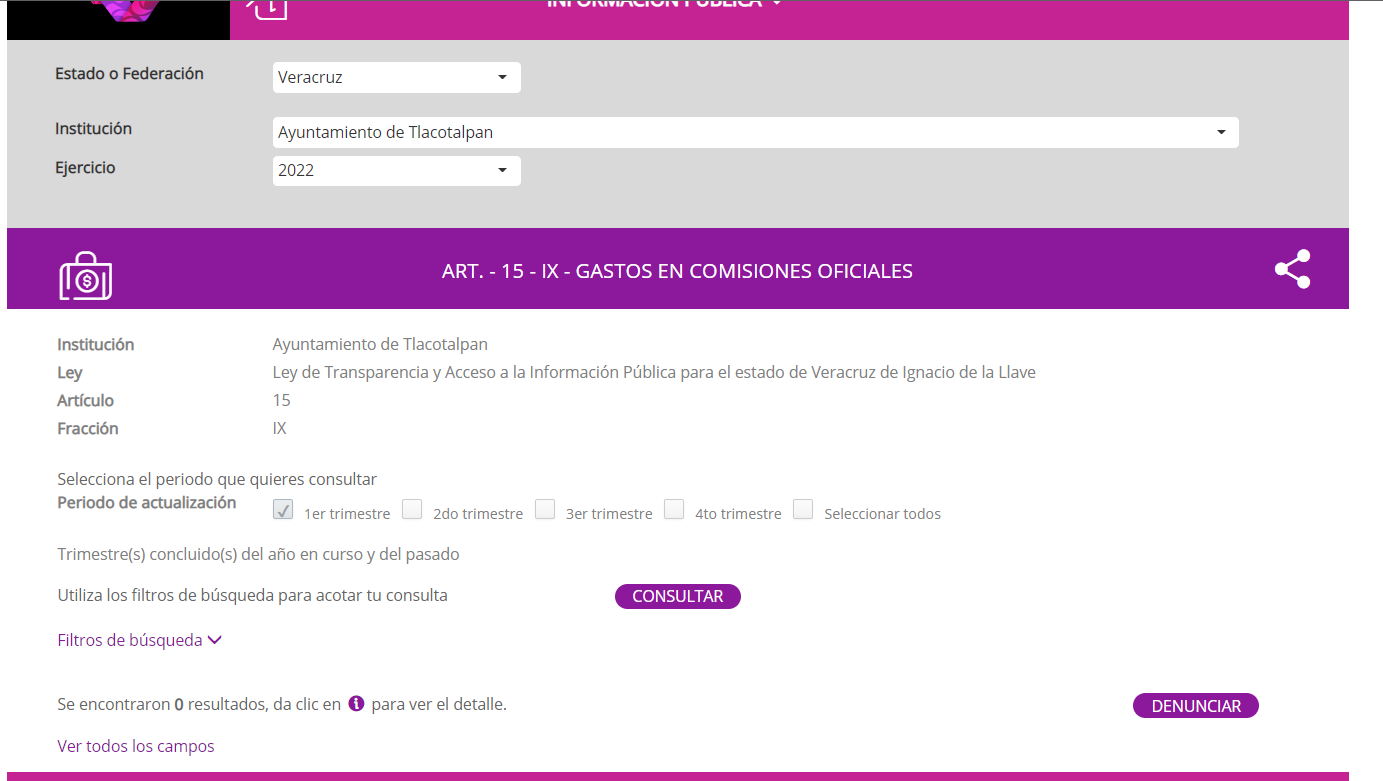 INFORMACIÓN PÚBLICA
Estado o Federación
Veracruz
Institución
Ayuntamiento de Tlacotalpan
Ejercicio
2022
ART. - 15 - IX - GASTOS EN COMISIONES OFICIALES
Institución
Ayuntamiento de Tlacotalpan
Ley
Ley de Transparencia y Acceso a la Información Pública para el estado de Veracruz de Ignacio de la Llave
Artículo
15
Fracción
IX
Selecciona el periodo que quieres consultar
Periodo de actualización
1er trimestre
2do trimestre
3er trimestre
4to trimestre
Seleccionar todos
Trimestre(s) concluido(s) del año en curso y del pasado
Utiliza los filtros de búsqueda para acotar tu consulta
CONSULTAR
Filtros de búsqueda
Se encontraron 0 resultados, da clic en i para ver el detalle.
DENUNCIAR
Ver todos los campos